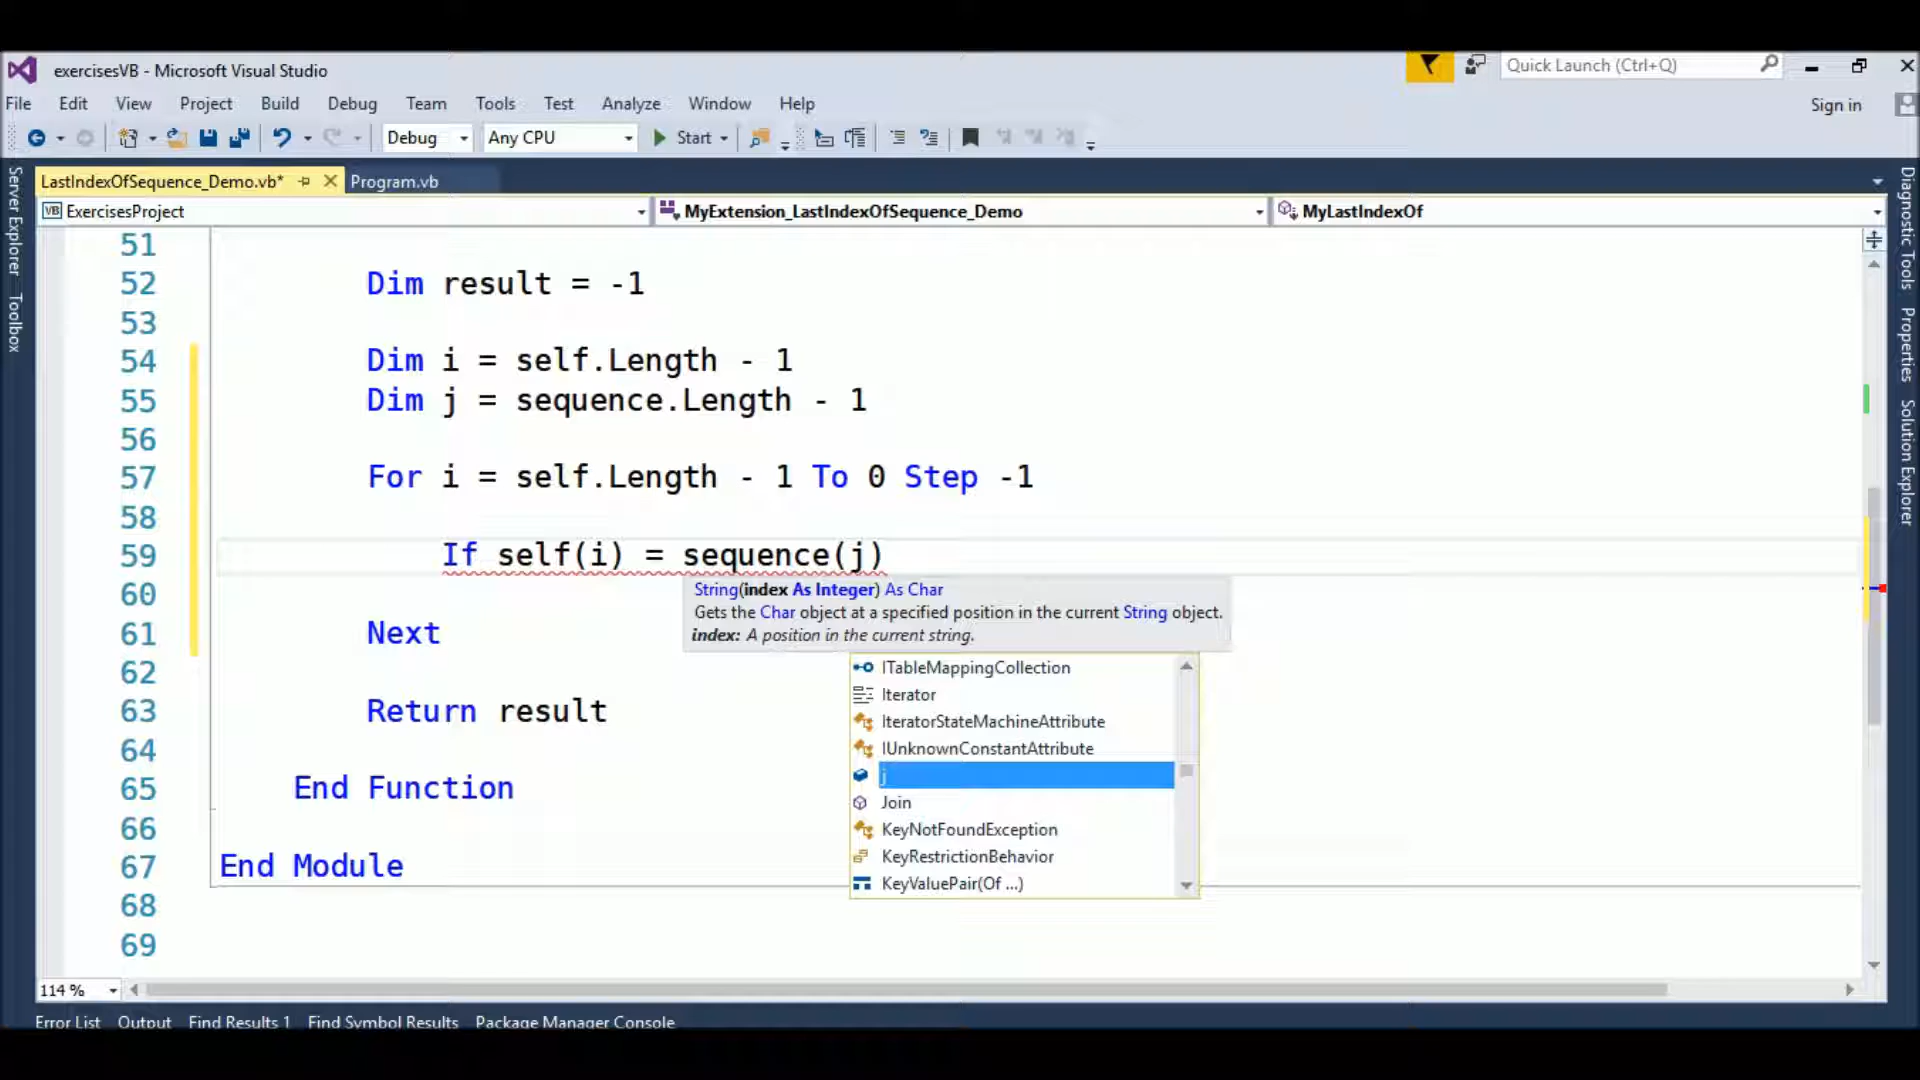 exercisesVB - Microsoft Visual Studio
Quick Launch (Ctrl+Q)
File Edit View Project Build Debug Team Tools Test Analyze Window Help
Sign in
Debug Any CPU Start
LastIndexOfSequence_Demo.vb* Program.vb
VB ExercisesProject MyExtension_LastIndexOfSequence_Demo MyLastIndexOf
Server Explorer
Toolbox
51
52 Dim result = -1
53
54 Dim i = self.Length - 1
55 Dim j = sequence.Length - 1
56
57 For i = self.Length - 1 To 0 Step -1
58
59 If self(i) = sequence(j)
String(index As Integer) As Char
Gets the Char object at a specified position in the current String object.
index: A position in the current string.
60
61 Next
62
63 Return result
64
65 End Function
66
67 End Module
68
69
ITableMappingCollection
Iterator
IteratorStateMachineAttribute
IUnknownConstantAttribute
j
Join
KeyNotFoundException
KeyRestrictionBehavior
KeyValuePair(Of ...)
Diagnostic Tools
Properties
Solution Explorer
114 %
Error List Output Find Results 1 Find Symbol Results Package Manager Console